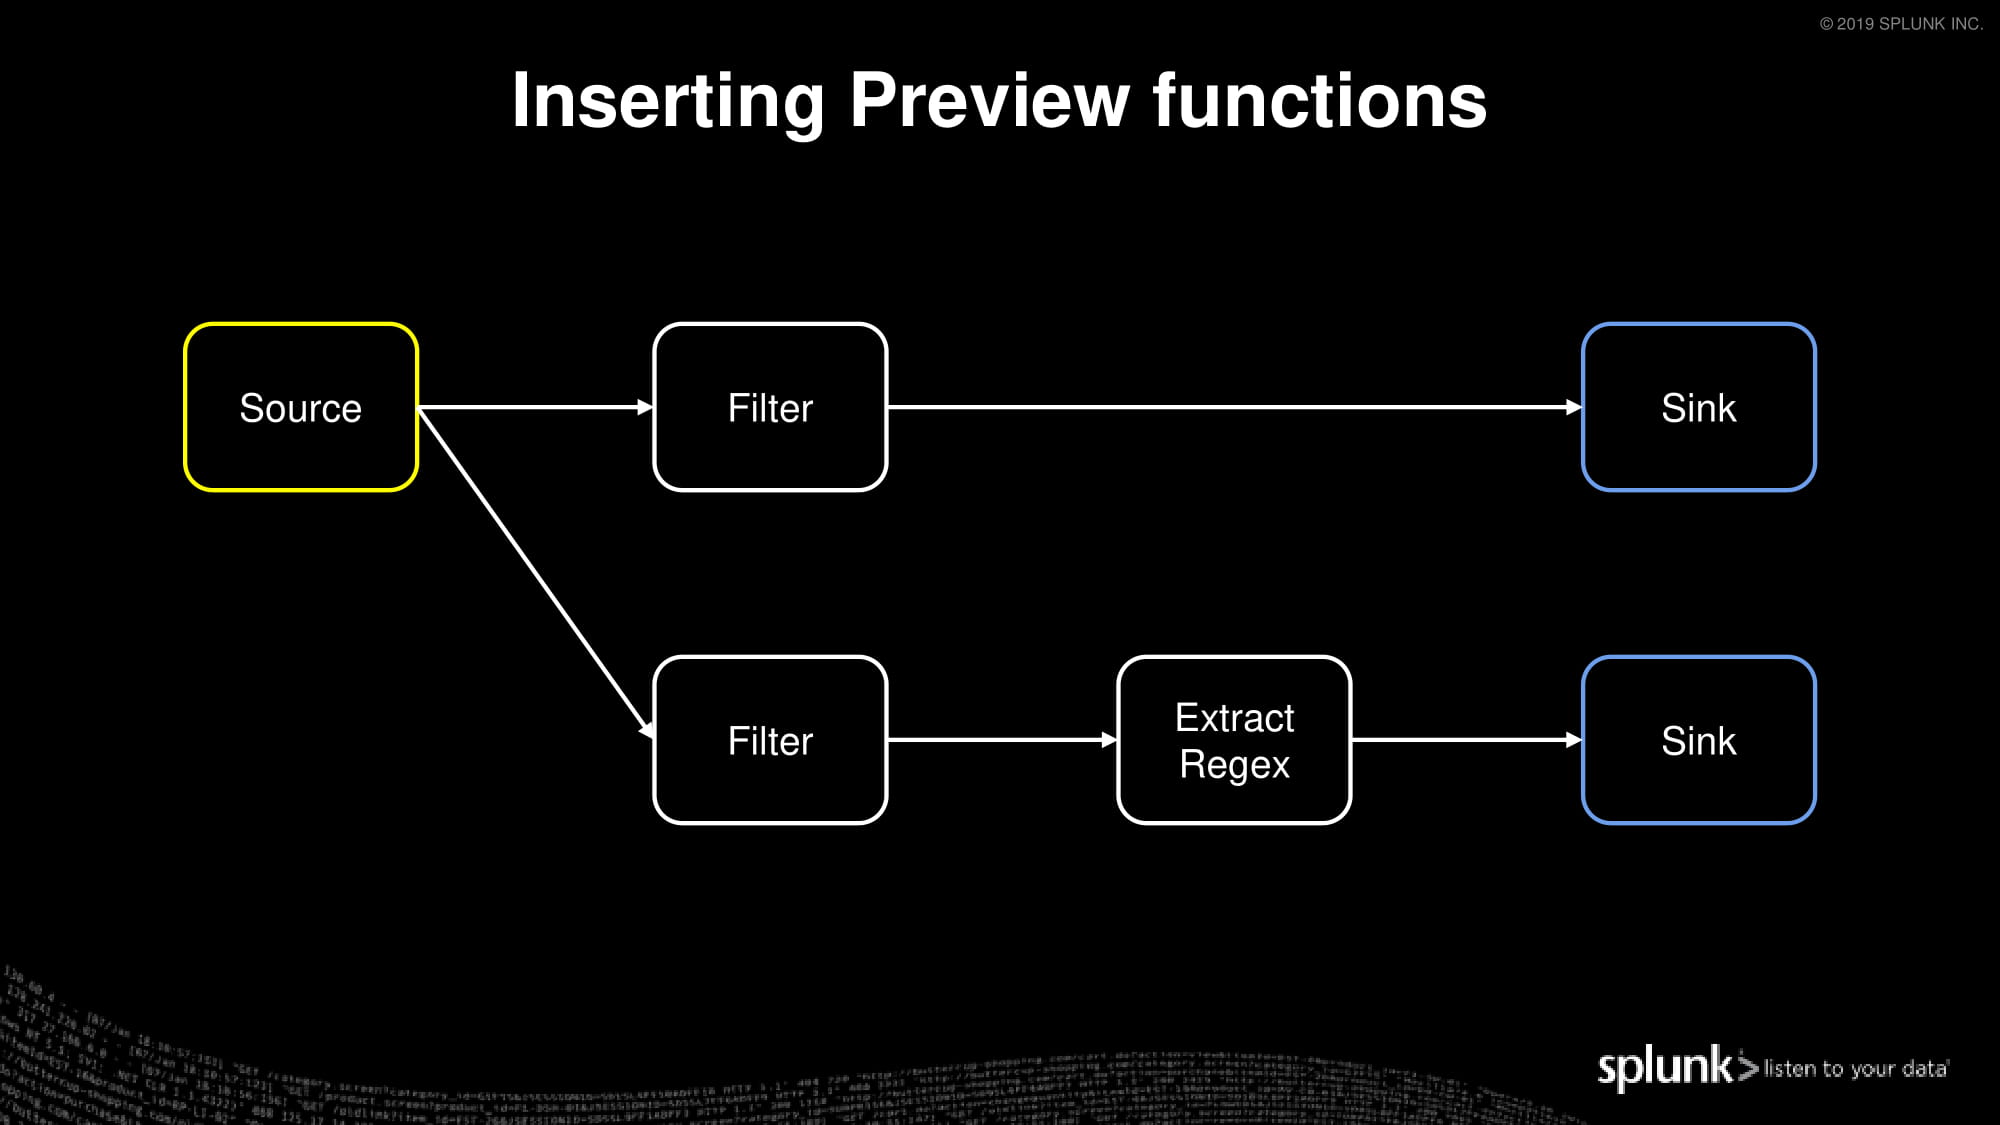 © 2019 SPLUNK INC.
Inserting Preview functions
Source
Filter
Sink
Filter
Extract
Regex
Sink
splunk> listen to your data